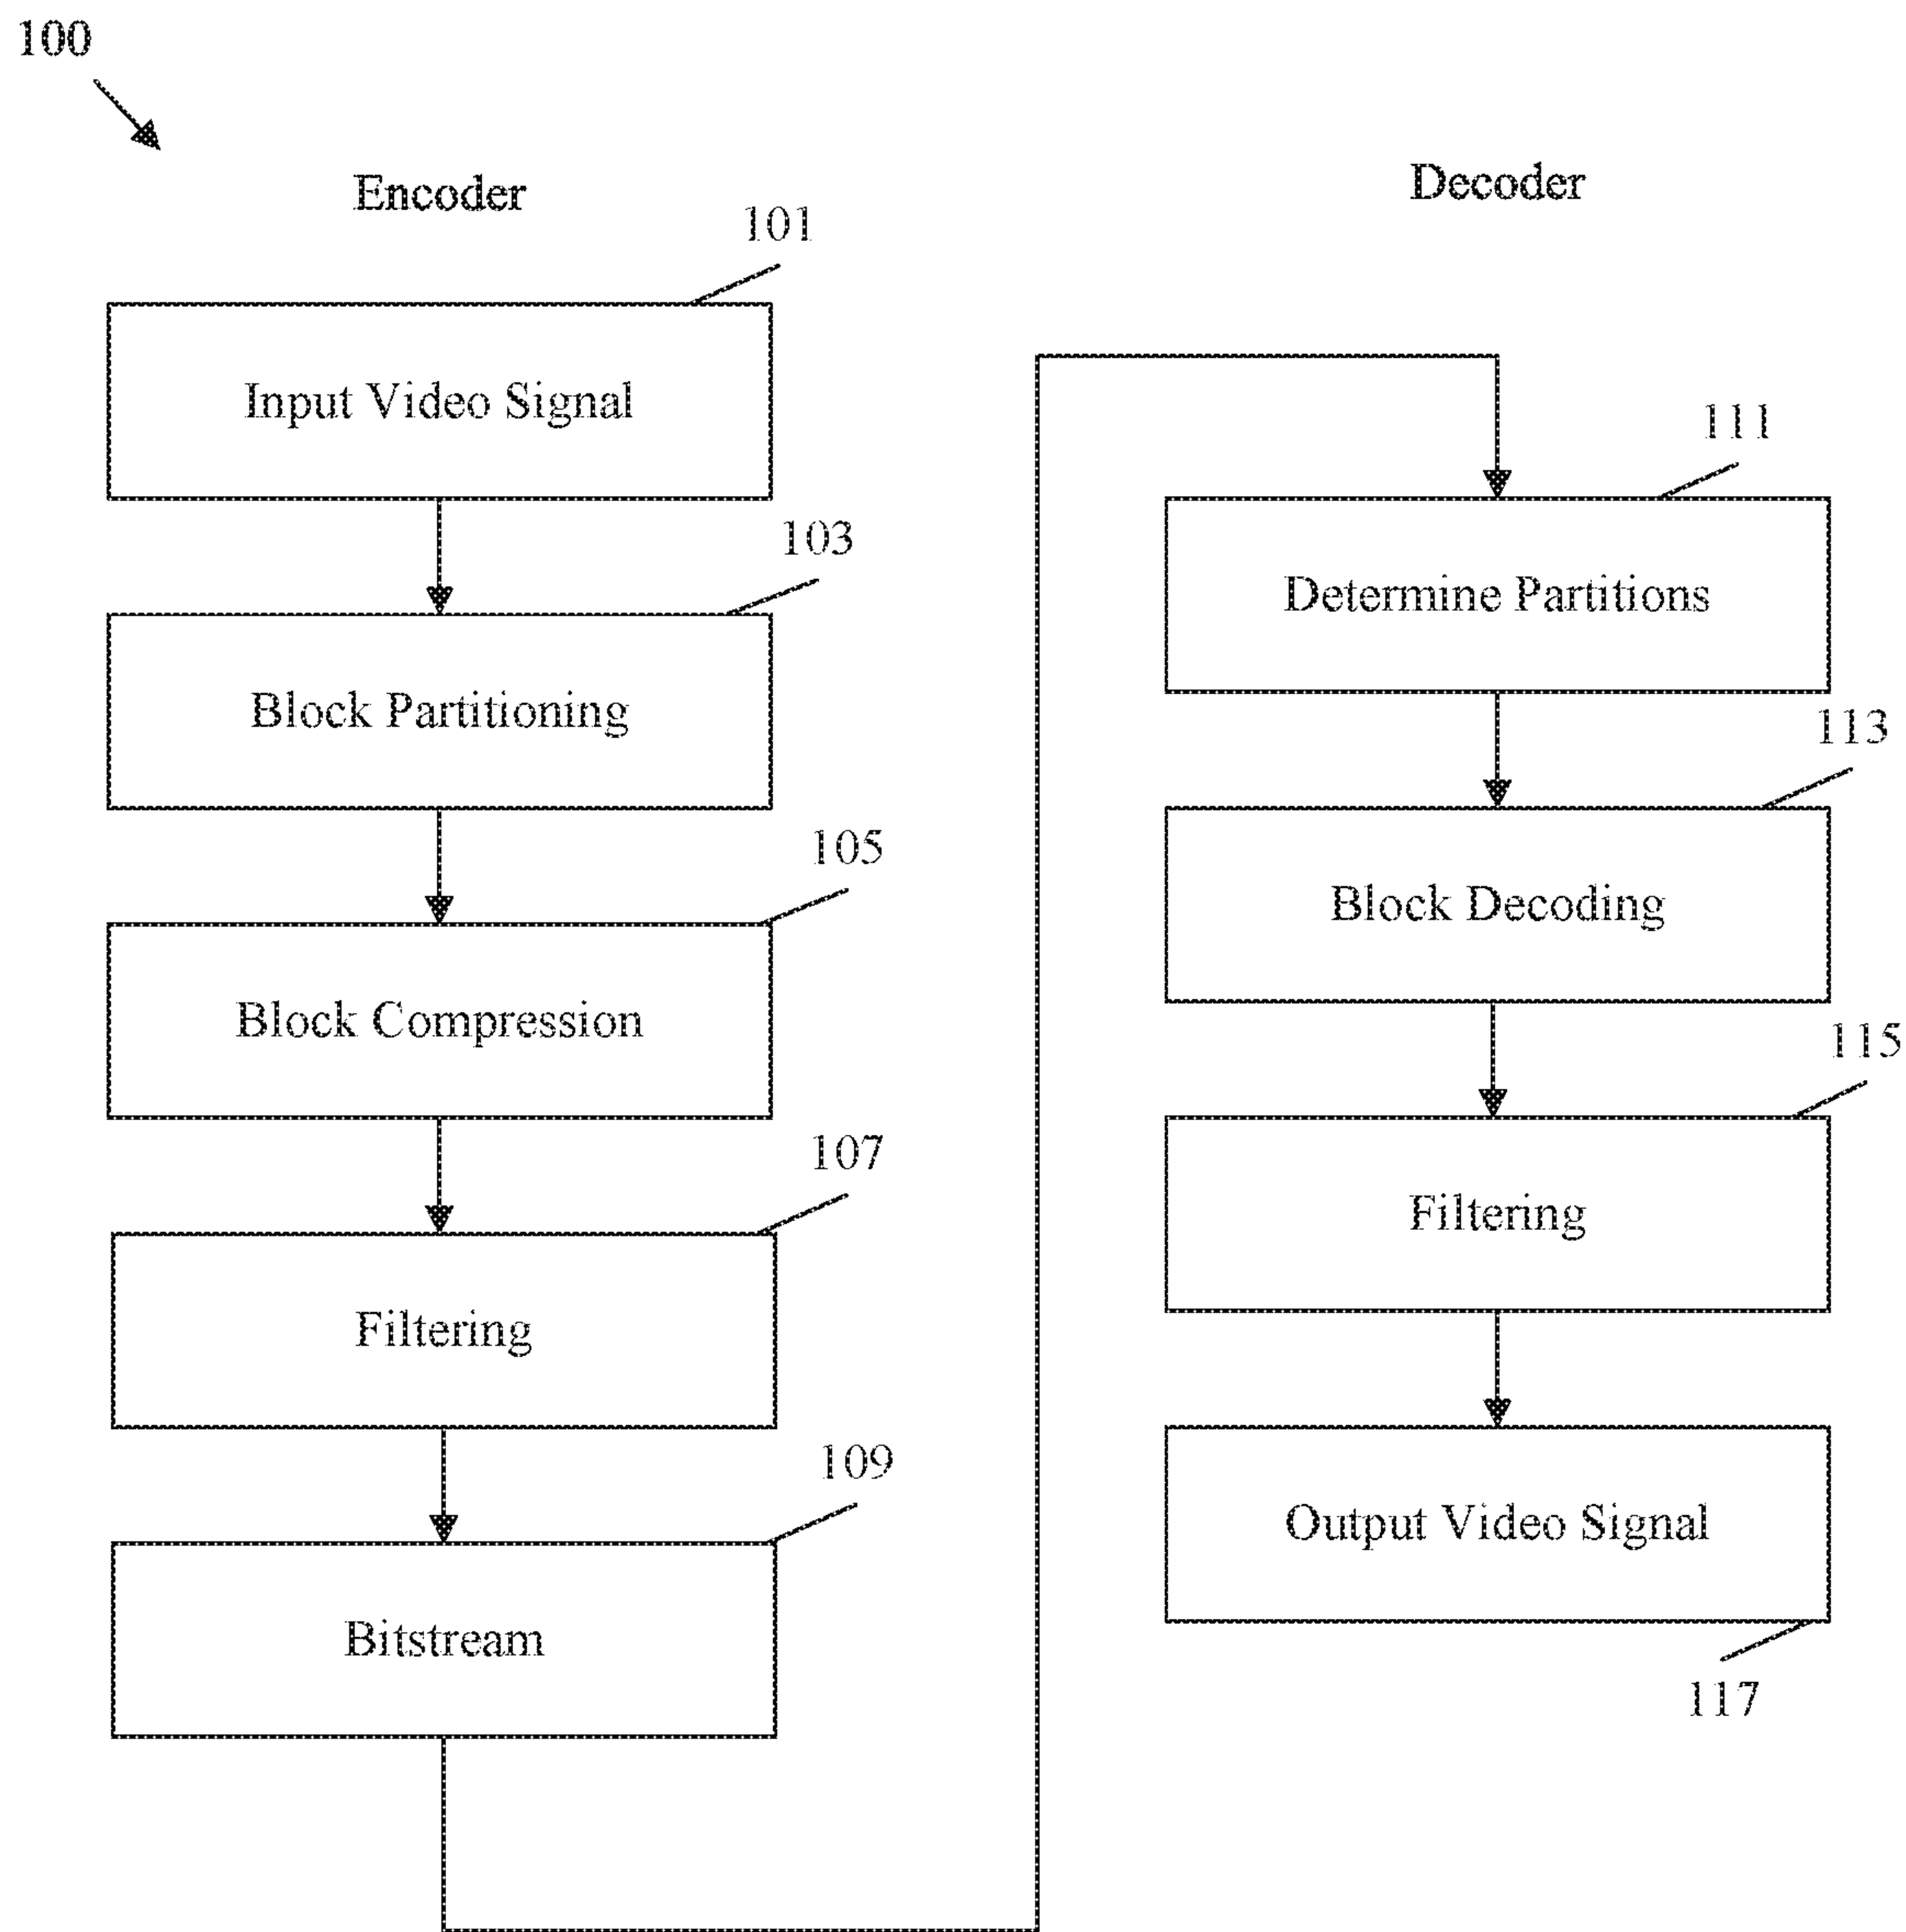 100
Encoder
101
Input Video Signal
103
Block Partitioning
105
Block Compression
107
Filtering
109
Bitstream
Decoder
111
Determine Partitions
113
Block Decoding
115
Filtering
Output Video Signal
117